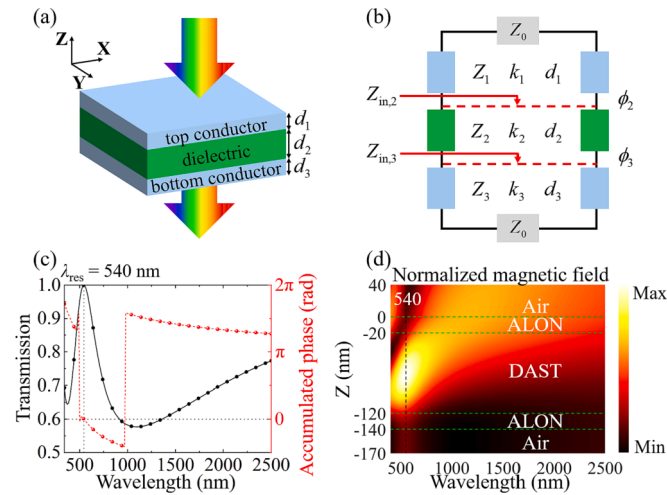 (a)
Z
X
Y
top conductor
dielectric
bottom conductor
d1
d2
d3
(b)
Z0
Z1 k1 d1
Zin,2
ϕ2
Z2 k2 d2
Zin,3
ϕ3
Z3 k3 d3
Z0
(c)
λres = 540 nm
Transmission
1.0
0.9
0.8
0.7
0.6
0.5
2π
π
0
Accumulated phase (rad)
500 1000 1500 2000 2500
Wavelength (nm)
(d)
Normalized magnetic field
Z (nm)
40
0
-20
-120
-140
-170
540
Air
ALON
DAST
ALON
Air
500 1000 1500 2000 2500
Wavelength (nm)
Max
Min